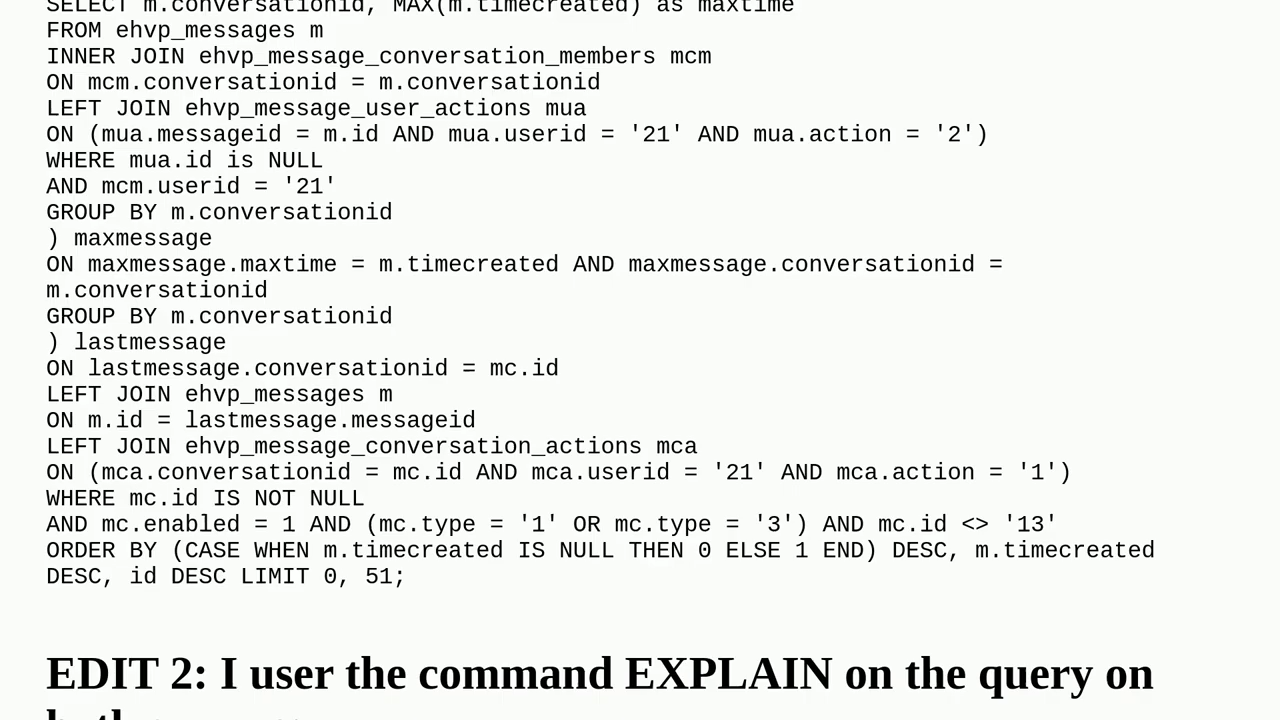 SELECT m.conversationid, MAX(m.timecreated) as maxtime
FROM ehvp_messages m
INNER JOIN ehvp_message_conversation_members mcm
ON mcm.conversationid = m.conversationid
LEFT JOIN ehvp_message_user_actions mua
ON (mua.messageid = m.id AND mua.userid = '21' AND mua.action = '2')
WHERE mua.id is NULL
AND mcm.userid = '21'
GROUP BY m.conversationid
) maxmessage
ON maxmessage.maxtime = m.timecreated AND maxmessage.conversationid =
m.conversationid
GROUP BY m.conversationid
) lastmessage
ON lastmessage.conversationid = mc.id
LEFT JOIN ehvp_messages m
ON m.id = lastmessage.messageid
LEFT JOIN ehvp_message_conversation_actions mca
ON (mca.conversationid = mc.id AND mca.userid = '21' AND mca.action = '1')
WHERE mc.id IS NOT NULL
AND mc.enabled = 1 AND (mc.type = '1' OR mc.type = '3') AND mc.id <> '13'
ORDER BY (CASE WHEN m.timecreated IS NULL THEN 0 ELSE 1 END) DESC, m.timecreated
DESC, id DESC LIMIT 0, 51;
EDIT 2: I user the command EXPLAIN on the query on